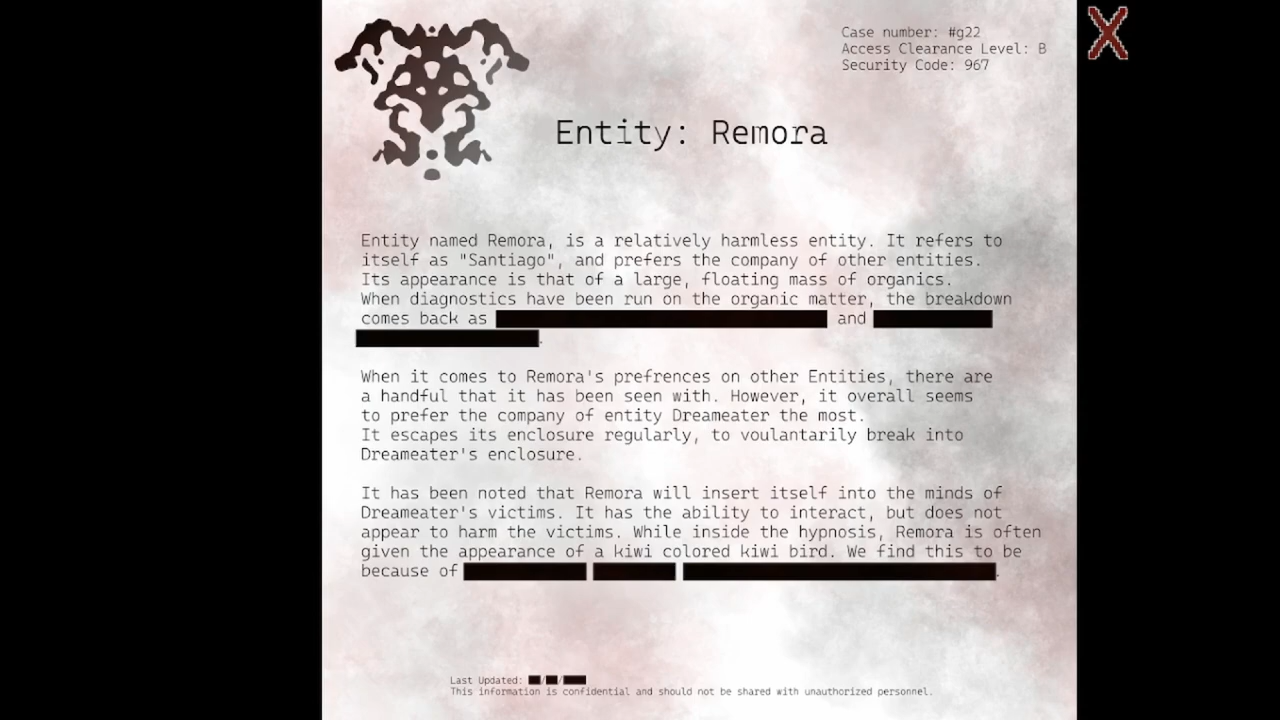 Case number: #g22
Access Clearance Level: B
Security Code: 967
Entity: Remora
Entity named Remora, is a relatively harmless entity. It refers to
itself as "Santiago", and prefers the company of other entities.
Its appearance is that of a large, floating mass of organics.
When diagnostics have been run on the organic matter, the breakdown
comes back as and
.
When it comes to Remora's prefrences on other Entities, there are
a handful that it has been seen with. However, it overall seems
to prefer the company of entity Dreameater the most.
It escapes its enclosure regularly, to voulantarily break into
Dreameater's enclosure.
It has been noted that Remora will insert itself into the minds of
Dreameater's victims. It has the ability to interact, but does not
appear to harm the victims. While inside the hypnosis, Remora is often
given the appearance of a kiwi colored kiwi bird. We find this to be
because of .
Last Updated: / /
This information is confidential and should not be shared with unauthorized personnel.
X